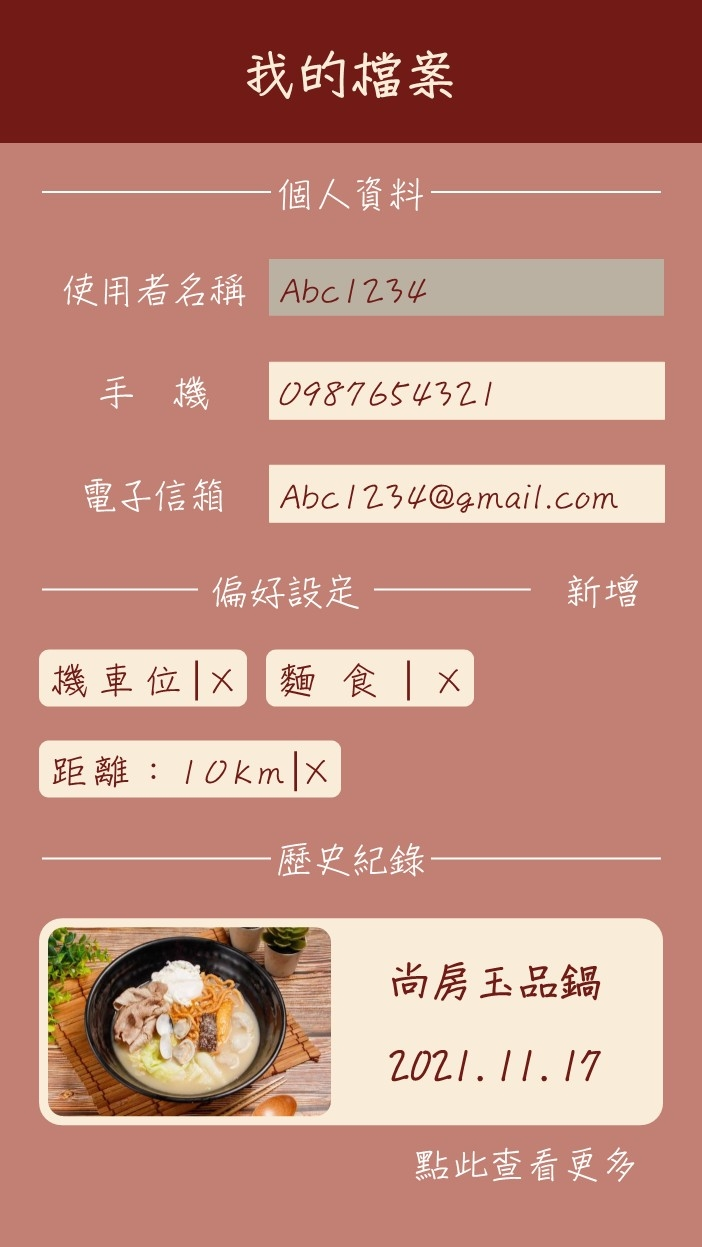 我的檔案
個人資料
使用者名稱 Abc1234
手 機 0987654321
電子信箱 Abc1234@gmail.com
偏好設定 新增
機車位|X 麵食|X
距離：10km|X
歷史紀錄
尚房玉品鍋
2021.11.17
點此查看更多